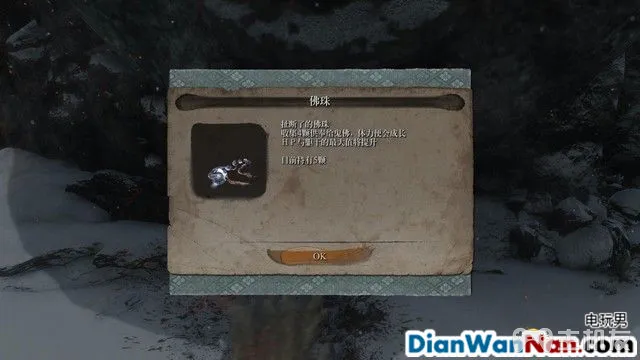 佛珠
扯断了的佛珠
收集4颗供奉给鬼佛，体力便会成长
ＨＰ与躯干的最大值将提升
目前持有5颗
OK
电玩男
DianWanNan.com